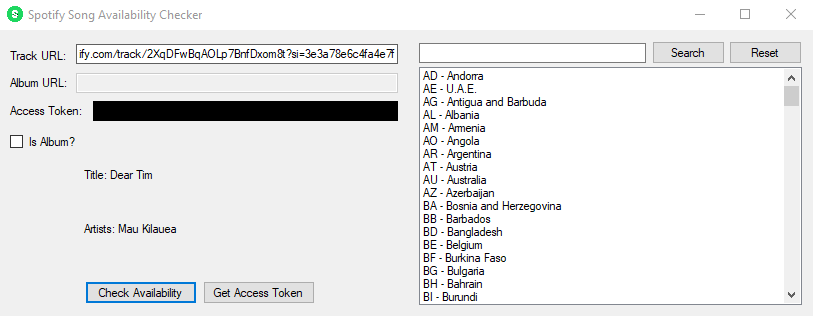 Spotify Song Availability Checker
Track URL: ify.com/track/2XqDFwBqAOLp7BnfDxom8t?si=3e3a78e6c4fa4e7f
Album URL:
Access Token:
Is Album?
Title: Dear Tim
Artists: Mau Kilauea
Check Availability Get Access Token
Search Reset
AD - Andorra
AE - U.A.E.
AG - Antigua and Barbuda
AL - Albania
AM - Armenia
AO - Angola
AR - Argentina
AT - Austria
AU - Australia
AZ - Azerbaijan
BA - Bosnia and Herzegovina
BB - Barbados
BD - Bangladesh
BE - Belgium
BF - Burkina Faso
BG - Bulgaria
BH - Bahrain
BI - Burundi